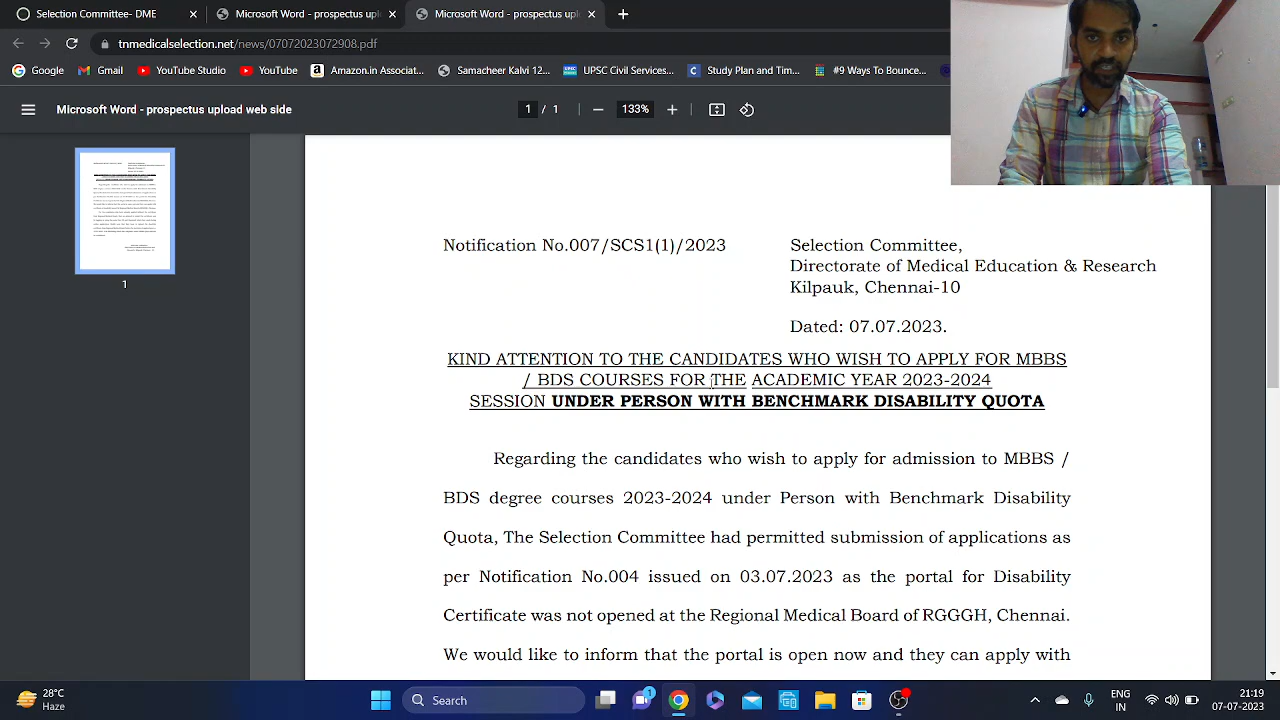 Selection Committee- DME
Microsoft Word - prospectus upl
Microsoft Word - prospectus upl
tnmedicalselection.net/news/07072023072908.pdf
Google
Gmail
YouTube Studio
YouTube
Amazon.in Associ...
Samacheer Kalvi 12...
UPSC Civil Services...
Study Plan and Tim...
#9 Ways To Bounce...
Microsoft Word - prospectus upload web side
1 / 1
133%
1
Notification No.007/SCS1(1)/2023
Selection Committee,
Directorate of Medical Education & Research
Kilpauk, Chennai-10
Dated: 07.07.2023.
KIND ATTENTION TO THE CANDIDATES WHO WISH TO APPLY FOR MBBS
/ BDS COURSES FOR THE ACADEMIC YEAR 2023-2024
SESSION UNDER PERSON WITH BENCHMARK DISABILITY QUOTA
Regarding the candidates who wish to apply for admission to MBBS /
BDS degree courses 2023-2024 under Person with Benchmark Disability
Quota, The Selection Committee had permitted submission of applications as
per Notification No.004 issued on 03.07.2023 as the portal for Disability
Certificate was not opened at the Regional Medical Board of RGGGH, Chennai.
We would like to inform that the portal is open now and they can apply with
28°C
Haze
Search
1
ENG
IN
21:19
07-07-2023